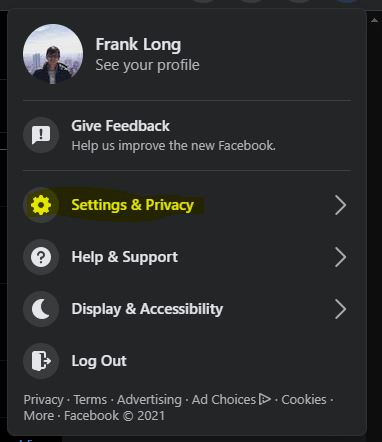 Frank Long
See your profile
Give Feedback
Help us improve the new Facebook.
Settings & Privacy
Help & Support
Display & Accessibility
Log Out
Privacy · Terms · Advertising · Ad Choices · Cookies ·
More · Facebook © 2021